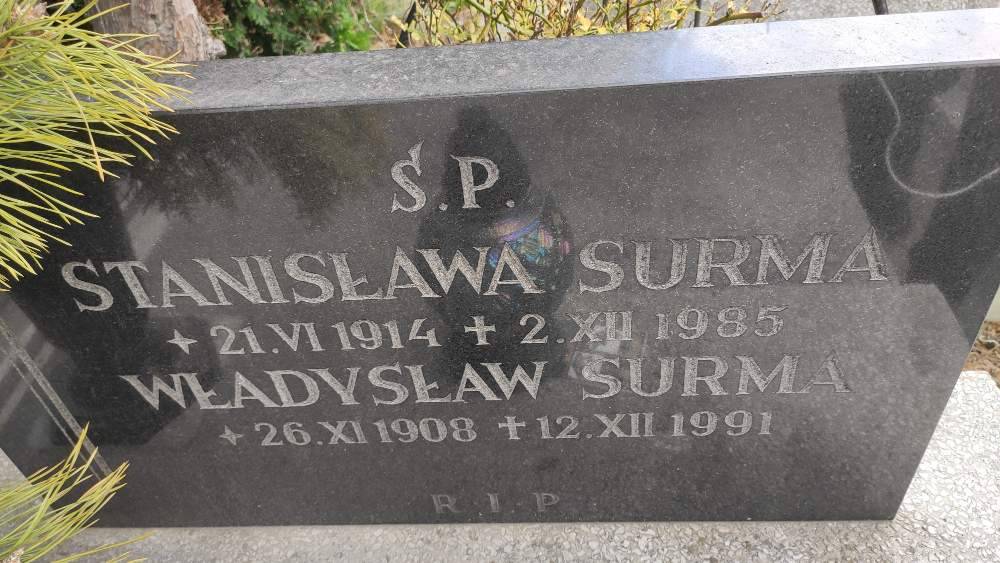 Ś.P.
STANISŁAWA SURMA
✦ 21.VI 1914 ✝ 2.XII 1985
WŁADYSŁAW SURMA
✦ 26.XI 1908 ✝ 12.XII 1991
R I P